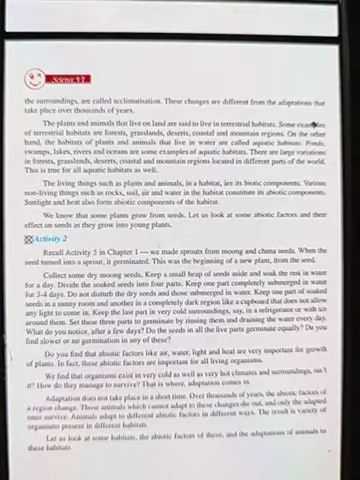 Science VI
the surroundings, are called acclimatisation. These changes are different from the adaptations that
take place over thousands of years.
The plants and animals that live on land are said to live in terrestrial habitats. Some examples
of terrestrial habitats are forests, grasslands, deserts, coastal and mountain regions. On the other
hand, the habitats of plants and animals that live in water are called aquatic habitats. Ponds,
swamps, lakes, rivers and oceans are some examples of aquatic habitats. There are large variations
in forests, grasslands, deserts, coastal and mountain regions located in different parts of the world.
This is true for all aquatic habitats as well.
The living things such as plants and animals, in a habitat, are its biotic components. Various
non-living things such as rocks, soil, air and water in the habitat constitute its abiotic components.
Sunlight and heat also form abiotic components of the habitat.
We know that some plants grow from seeds. Let us look at some abiotic factors and their
effect on seeds as they grow into young plants.
Activity 2
Recall Activity 5 in Chapter 1 — we made sprouts from moong and chana seeds. When the
seed turned into a sprout, it germinated. This was the beginning of a new plant, from the seed.
Collect some dry moong seeds. Keep a small heap of seeds aside and soak the rest in water
for a day. Divide the soaked seeds into four parts. Keep one part completely submerged in water
for 3-4 days. Do not disturb the dry seeds and those submerged in water. Keep one part of soaked
seeds in a sunny room and another in a completely dark region like a cupboard that does not allow
any light to come in. Keep the last part in very cold surroundings, say, in a refrigerator or with ice
around them. Set these three parts to germinate by rinsing them and draining the water every day.
What do you notice, after a few days? Do the seeds in all the five parts germinate equally? Do you
find slower or no germination in any of these?
Do you find that abiotic factors like air, water, light and heat are very important for growth
of plants. In fact, these abiotic factors are important for all living organisms.
We find that organisms exist in very cold as well as very hot climates and surroundings, isn't
it? How do they manage to survive? That is where, adaptation comes in.
Adaptation does not take place in a short time. Over thousands of years, the abiotic factors of
a region change. Those animals which cannot adapt to these changes die out, and only the adapted
ones survive. Animals adapt to different abiotic factors in different ways. The result is variety of
organisms present in different habitats.
Let us look at some habitats, the abiotic factors of these, and the adaptations of animals to
these habitats.